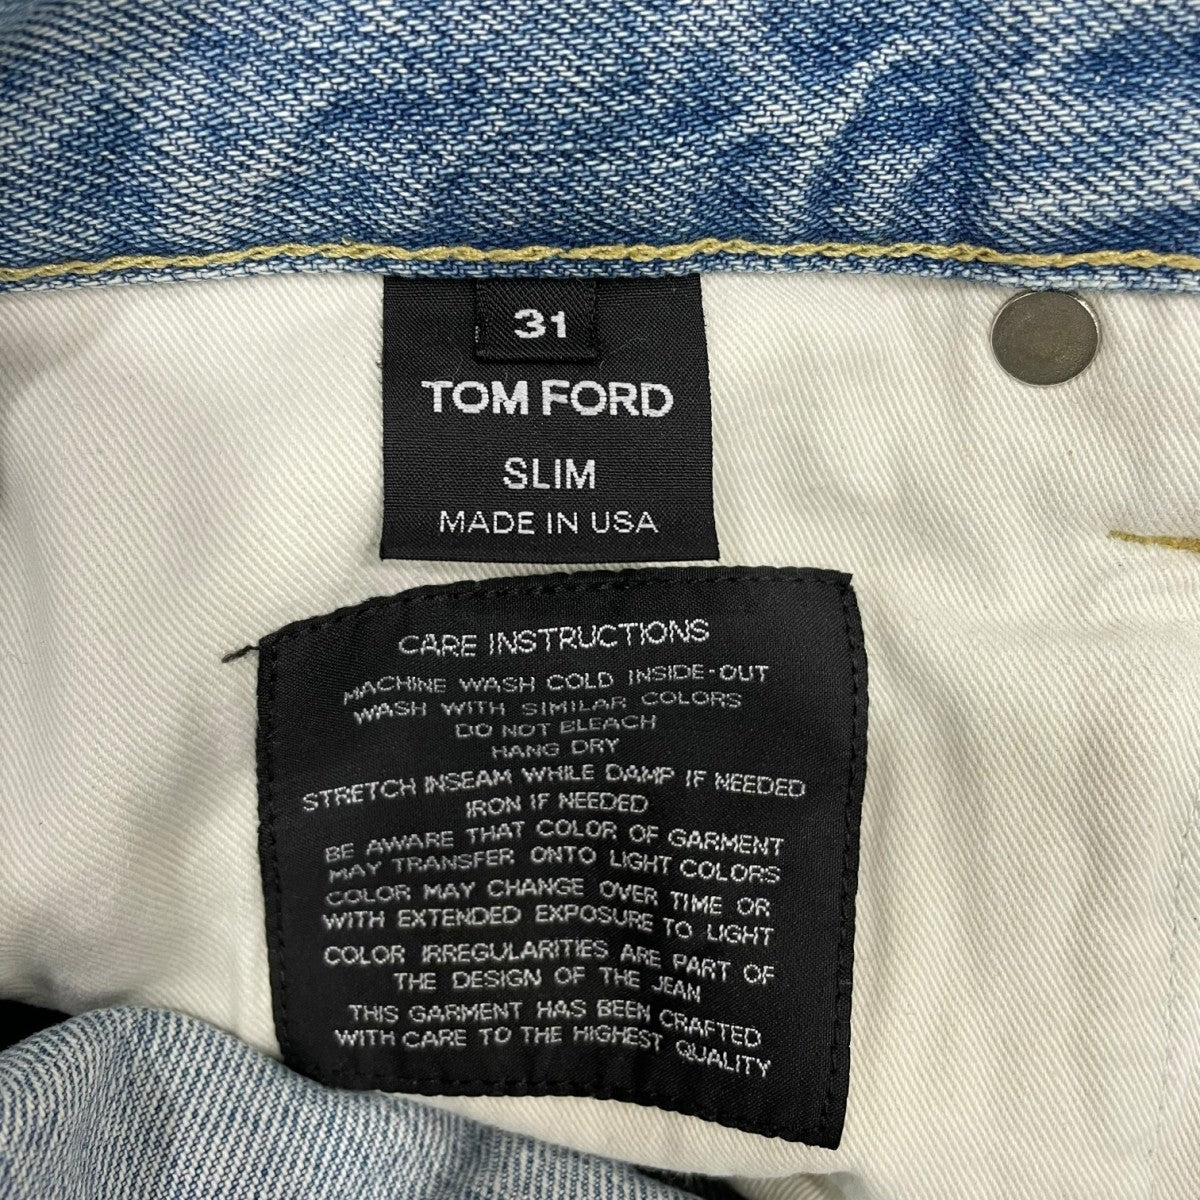 31
TOM FORD
SLIM
MADE IN USA
CARE INSTRUCTIONS
MACHINE WASH COLD INSIDE-OUT
WASH WITH SIMILAR COLORS
DO NOT BLEACH
HANG DRY
STRETCH INSEAM WHILE DAMP IF NEEDED
IRON IF NEEDED
BE AWARE THAT COLOR OF GARMENT
MAY TRANSFER ONTO LIGHT COLORS
COLOR MAY CHANGE OVER TIME OR
WITH EXTENDED EXPOSURE TO LIGHT
COLOR IRREGULARITIES ARE PART OF
THE DESIGN OF THE JEAN
THIS GARMENT HAS BEEN CRAFTED
WITH CARE TO THE HIGHEST QUALITY